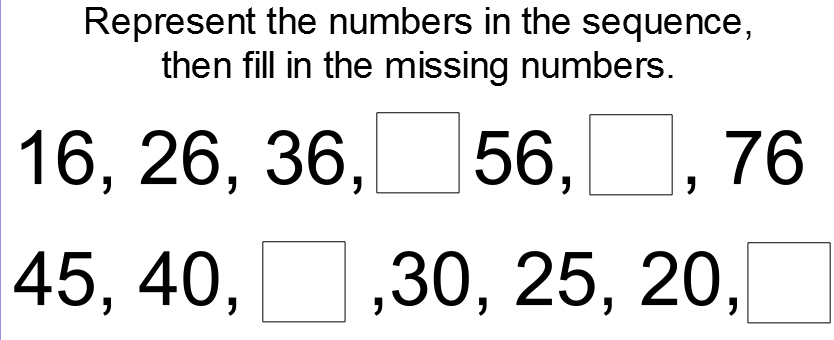 Represent the numbers in the sequence,
then fill in the missing numbers.
16, 26, 36, 56, , 76
45, 40, ,30, 25, 20,